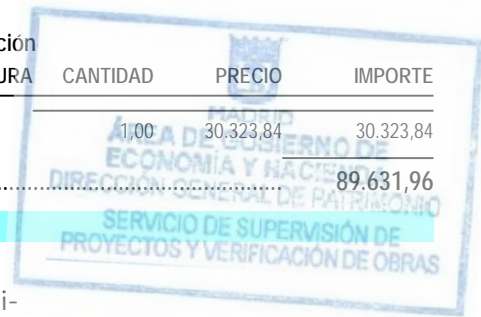 ción
URA CANTIDAD PRECIO IMPORTE
MADRID
1,00 30.323,84 30.323,84
ÁREA DE GOBIERNO DE
ECONOMÍA Y HACIENDA
89.631,96
DIRECCIÓN GENERAL DE PATRIMONIO
SERVICIO DE SUPERVISIÓN DE
PROYECTOS Y VERIFICACIÓN DE OBRAS
i-